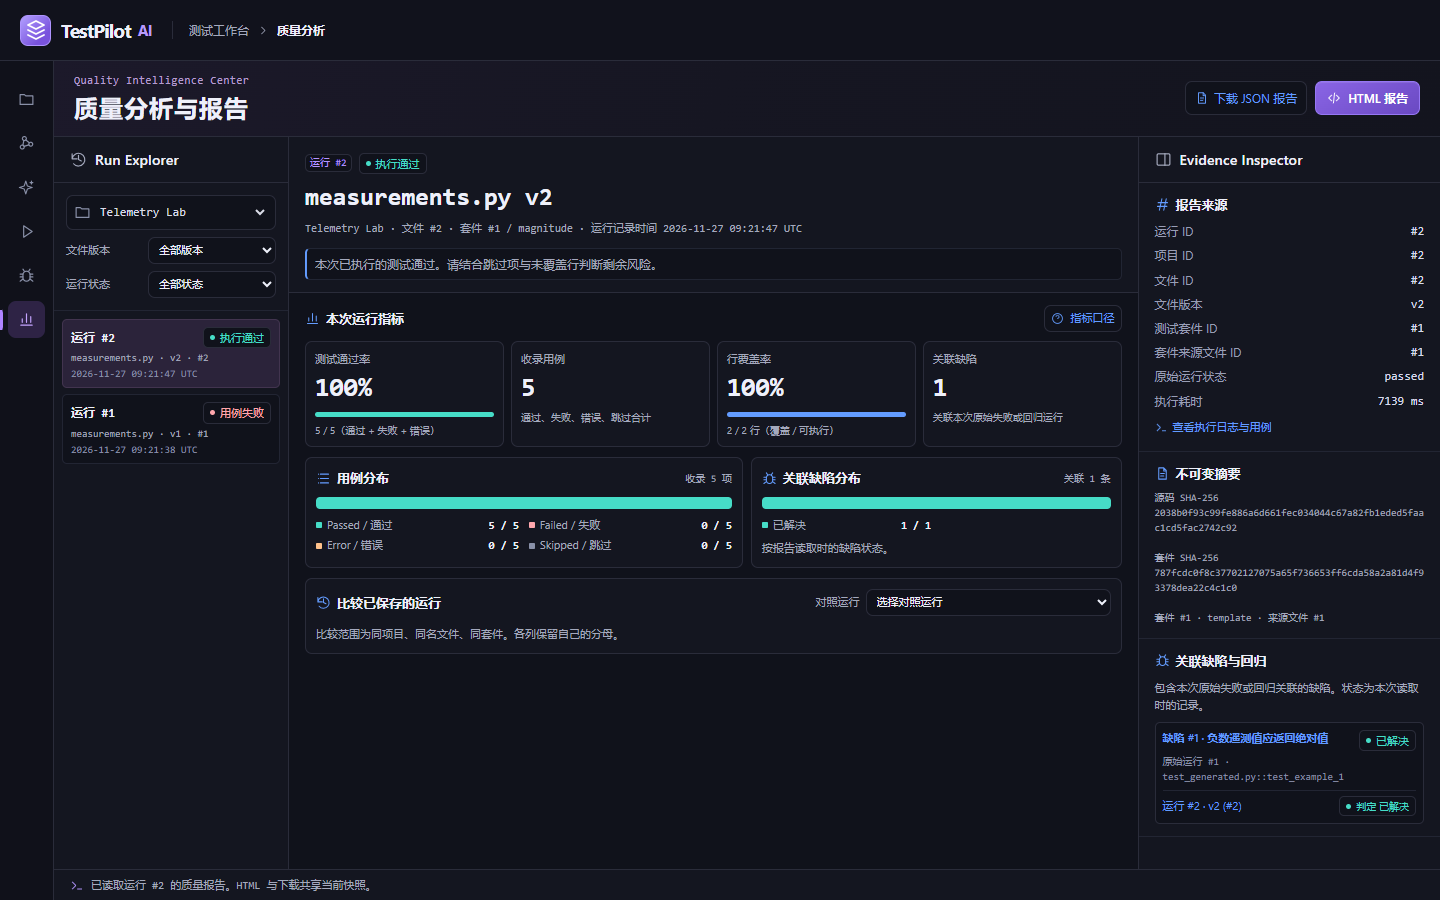 TestPilot AI
测试工作台 > 质量分析
Quality Intelligence Center
质量分析与报告
下载 JSON 报告
HTML 报告
Run Explorer
Telemetry Lab
文件版本 全部版本
运行状态 全部状态
运行 #2 执行通过
measurements.py · v2 · #2
2026-11-27 09:21:47 UTC
运行 #1 用例失败
measurements.py · v1 · #1
2026-11-27 09:21:38 UTC
运行 #2 执行通过
measurements.py v2
Telemetry Lab · 文件 #2 · 套件 #1 / magnitude · 运行记录时间 2026-11-27 09:21:47 UTC
本次已执行的测试通过。请结合跳过项与未覆盖行判断剩余风险。
本次运行指标
指标口径
测试通过率
100%
5 / 5（通过 + 失败 + 错误）
收录用例
5
通过、失败、错误、跳过合计
行覆盖率
100%
2 / 2 行（覆盖 / 可执行）
关联缺陷
1
关联本次原始失败或回归运行
用例分布 收录 5 项
Passed / 通过 5 / 5
Failed / 失败 0 / 5
Error / 错误 0 / 5
Skipped / 跳过 0 / 5
关联缺陷分布 关联 1 条
已解决 1 / 1
按报告读取时的缺陷状态。
比较已保存的运行
对照运行 选择对照运行
比较范围为同项目、同名文件、同套件。各列保留自己的分母。
Evidence Inspector
报告来源
运行 ID #2
项目 ID #2
文件 ID #2
文件版本 v2
测试套件 ID #1
套件来源文件 ID #1
原始运行状态 passed
执行耗时 7139 ms
查看执行日志与用例
不可变摘要
源码 SHA-256
2038b0f93c99fe886a6d661fec034044c67a82fb1eded5faa
c1cd5fac2742c92
套件 SHA-256
787fcdc0f8c37702127075a65f736653ff6cda58a2a81d4f9
3378dea22c4c1c0
套件 #1 · template · 来源文件 #1
关联缺陷与回归
包含本次原始失败或回归关联的缺陷。状态为本次读取
时的记录。
缺陷 #1 · 负数遥测值应返回绝对值 已解决
原始运行 #1 ·
test_generated.py::test_example_1
运行 #2 · v2 (#2) 判定 已解决
已读取运行 #2 的质量报告。HTML 与下载共享当前快照。